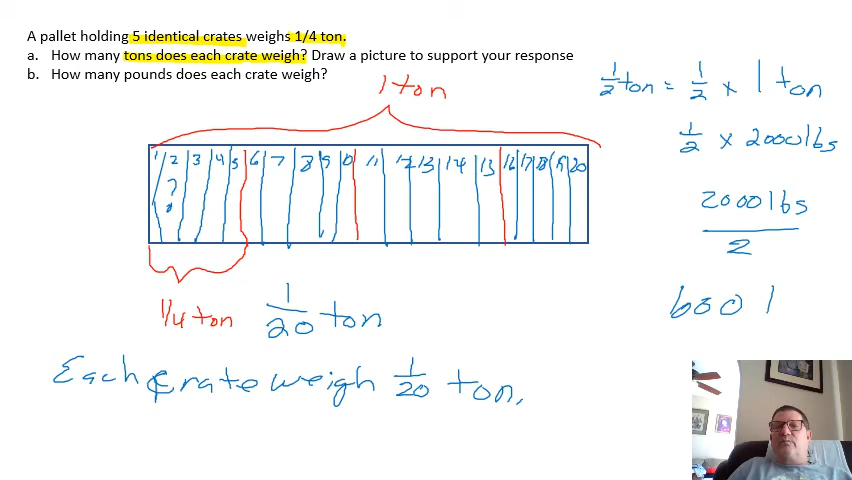 A pallet holding 5 identical crates weighs 1/4 ton.
a. How many tons does each crate weigh? Draw a picture to support your response
b. How many pounds does each crate weigh?
1 ton
1 2 3 4 5 6 7 8 9 10 11 12 13 14 15 16 17 18 19 20
?
1/4 ton
1/20 ton
Each crate weigh 1/20 ton.
1/2 ton = 1/2 x 1 ton
1/2 x 2000 lbs
2000 lbs
2